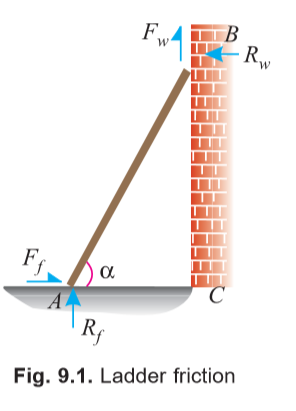 F_w
B
R_w
F_f
α
A
C
R_f
Fig. 9.1. Ladder friction